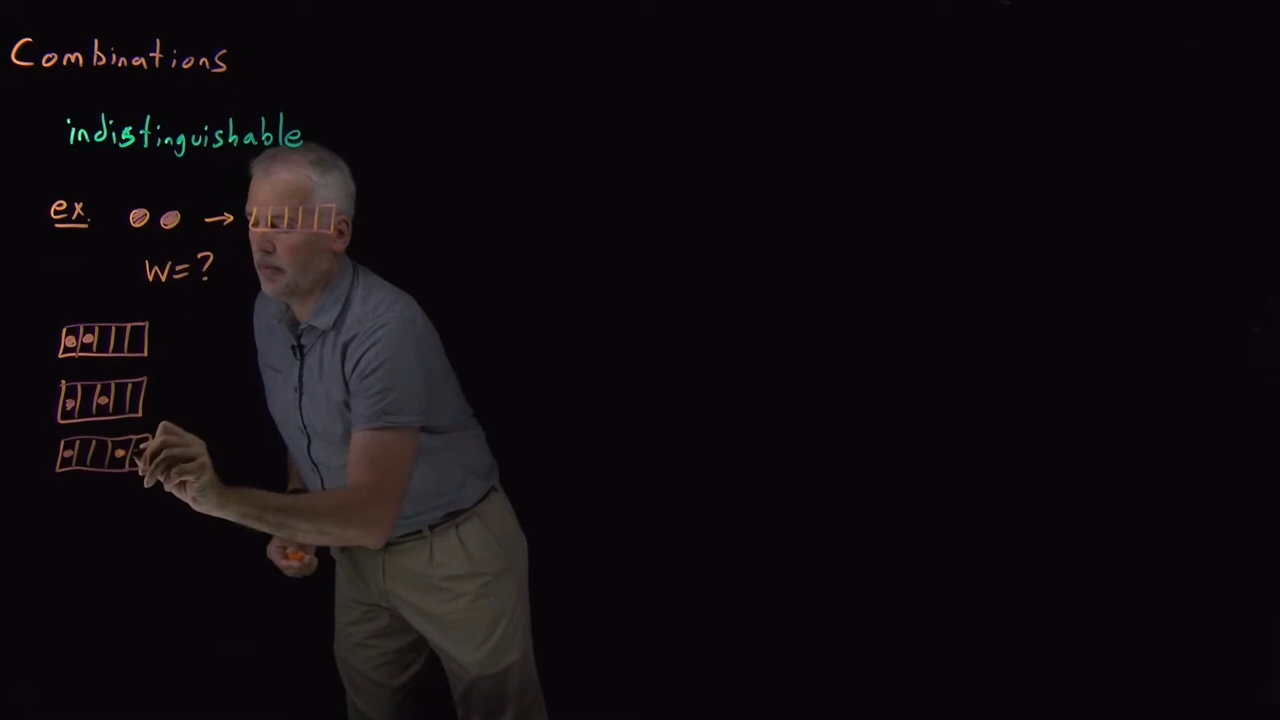 Combinations
indistinguishable
ex. →
W=?